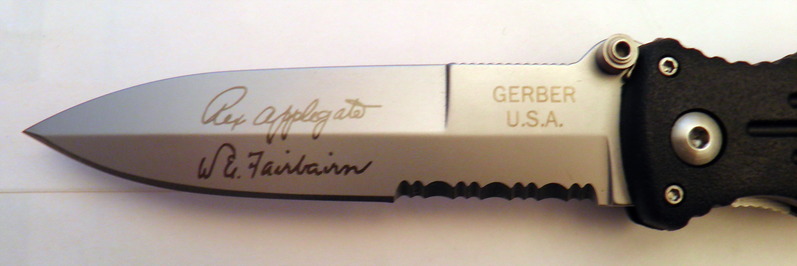 Rex Applegate
W E. Fairbairn
GERBER
U.S.A.